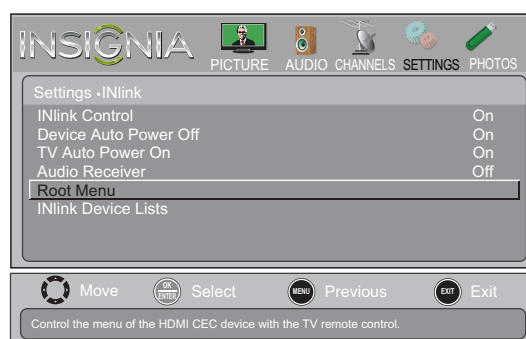 INSIGNIA
PICTURE AUDIO CHANNELS SETTINGS PHOTOS
Settings •INlink
INlink Control On
Device Auto Power Off On
TV Auto Power On On
Audio Receiver Off
Root Menu
INlink Device Lists
Move OK ENTER Select MENU Previous EXIT Exit
Control the menu of the HDMI CEC device with the TV remote control.